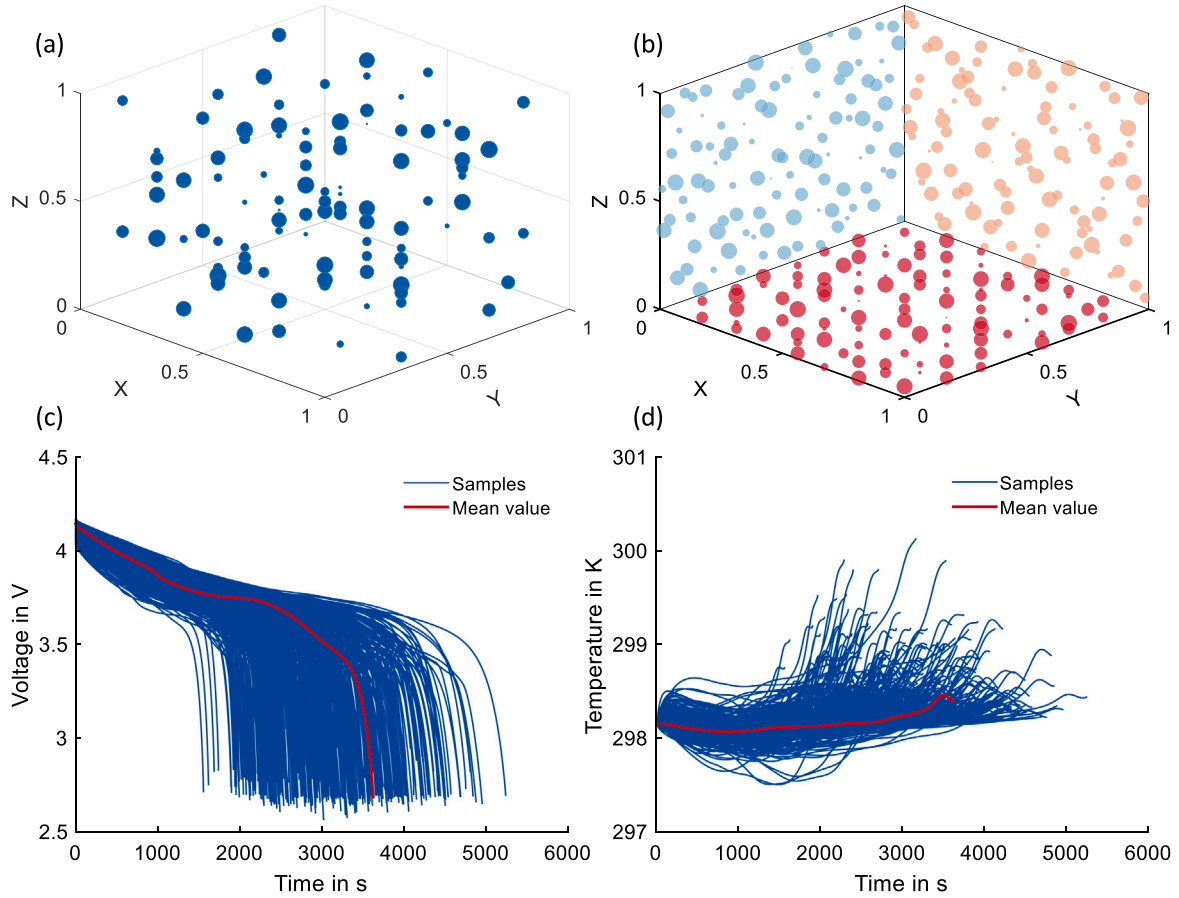 (a)
1
Z
0.5
0
0
X
0.5
1
0
0.5
Y
1
(b)
1
Z
0.5
0
0
X
0.5
1
0
0.5
Y
1
(c)
4.5
4
3.5
3
2.5
Voltage in V
Samples
Mean value
0 1000 2000 3000 4000 5000 6000
Time in s
(d)
301
300
299
298
297
Temperature in K
Samples
Mean value
0 1000 2000 3000 4000 5000 6000
Time in s